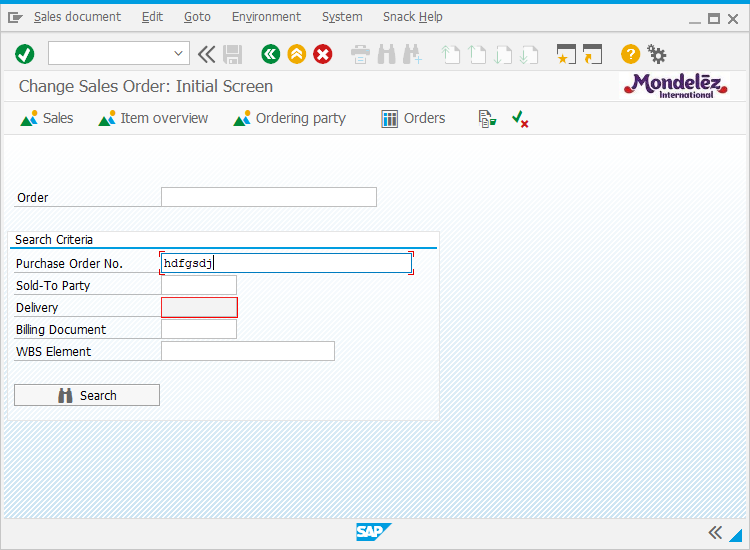 Sales document Edit Goto Environment System Snack Help
Change Sales Order: Initial Screen
Mondelēz
International
Sales Item overview Ordering party Orders
Order
Search Criteria
Purchase Order No. hdfgsdj
Sold-To Party
Delivery
Billing Document
WBS Element
Search
SAP